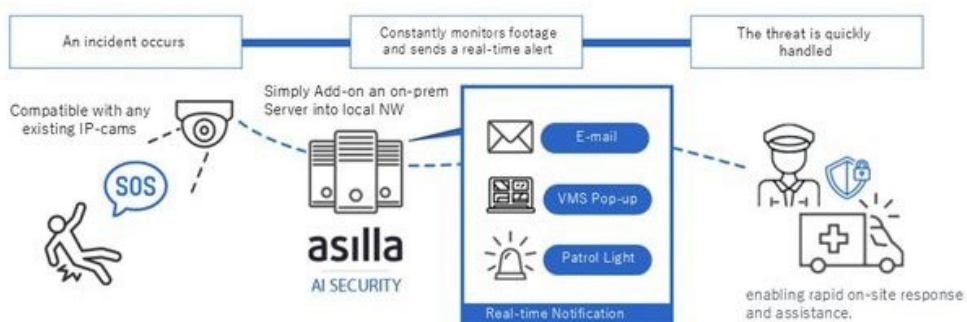 An incident occurs
Constantly monitors footage
and sends a real-time alert
The threat is quickly
handled
Compatible with any
existing IP-cams
Simply Add-on an on-prem
Server into local NW
SOS
E-mail
VMS Pop-up
Patrol Light
asilla
AI SECURITY
Real-time Notification
enabling rapid on-site response
and assistance.